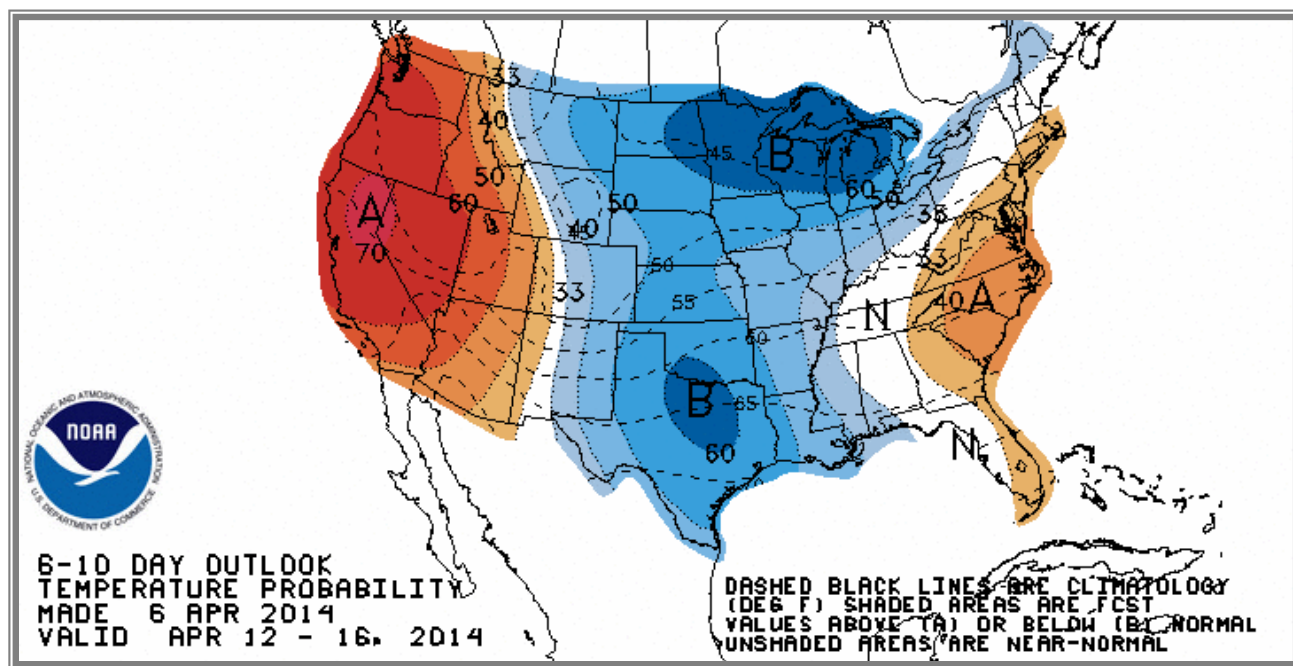 33
40
B
45
50
60
60
50
A
50
40
45
35
70
50
33
33
55
N
40
A
60
B
65
60
N
NOAA
NATIONAL OCEANIC AND ATMOSPHERIC ADMINISTRATION
U.S. DEPARTMENT OF COMMERCE
6-10 DAY OUTLOOK
TEMPERATURE PROBABILITY
MADE 6 APR 2014
VALID APR 12 - 16, 2014
DASHED BLACK LINES ARE CLIMATOLOGY
(DEG F) SHADED AREAS ARE FCST
VALUES ABOVE (A) OR BELOW (B) NORMAL
UNSHADED AREAS ARE NEAR-NORMAL